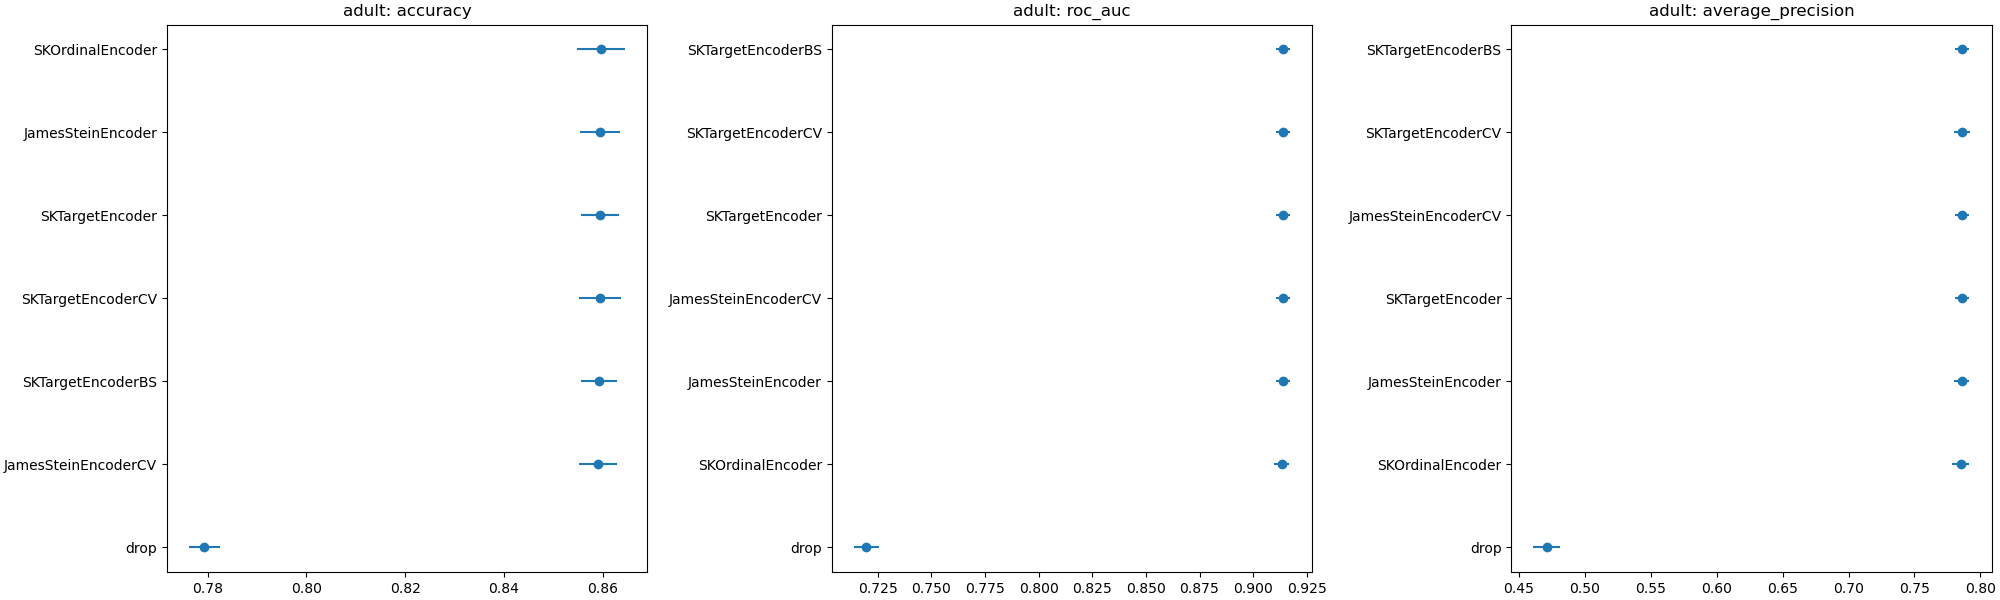 adult: accuracy
SKOrdinalEncoder
JamesSteinEncoder
SKTargetEncoder
SKTargetEncoderCV
SKTargetEncoderBS
JamesSteinEncoderCV
drop
0.78 0.80 0.82 0.84 0.86
adult: roc_auc
SKTargetEncoderBS
SKTargetEncoderCV
SKTargetEncoder
JamesSteinEncoderCV
JamesSteinEncoder
SKOrdinalEncoder
drop
0.725 0.750 0.775 0.800 0.825 0.850 0.875 0.900 0.925
adult: average_precision
SKTargetEncoderBS
SKTargetEncoderCV
JamesSteinEncoderCV
SKTargetEncoder
JamesSteinEncoder
SKOrdinalEncoder
drop
0.45 0.50 0.55 0.60 0.65 0.70 0.75 0.80